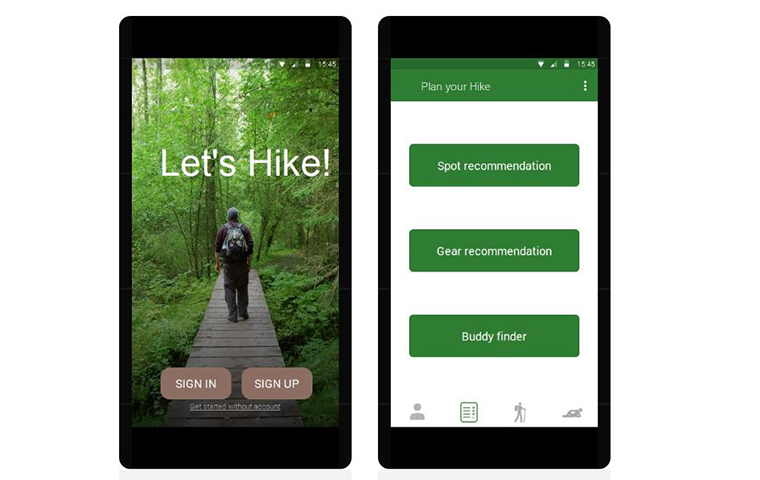 15:45
Let's Hike!
SIGN IN
SIGN UP
Get started without account
15:45
Plan your Hike
Spot recommendation
Gear recommendation
Buddy finder